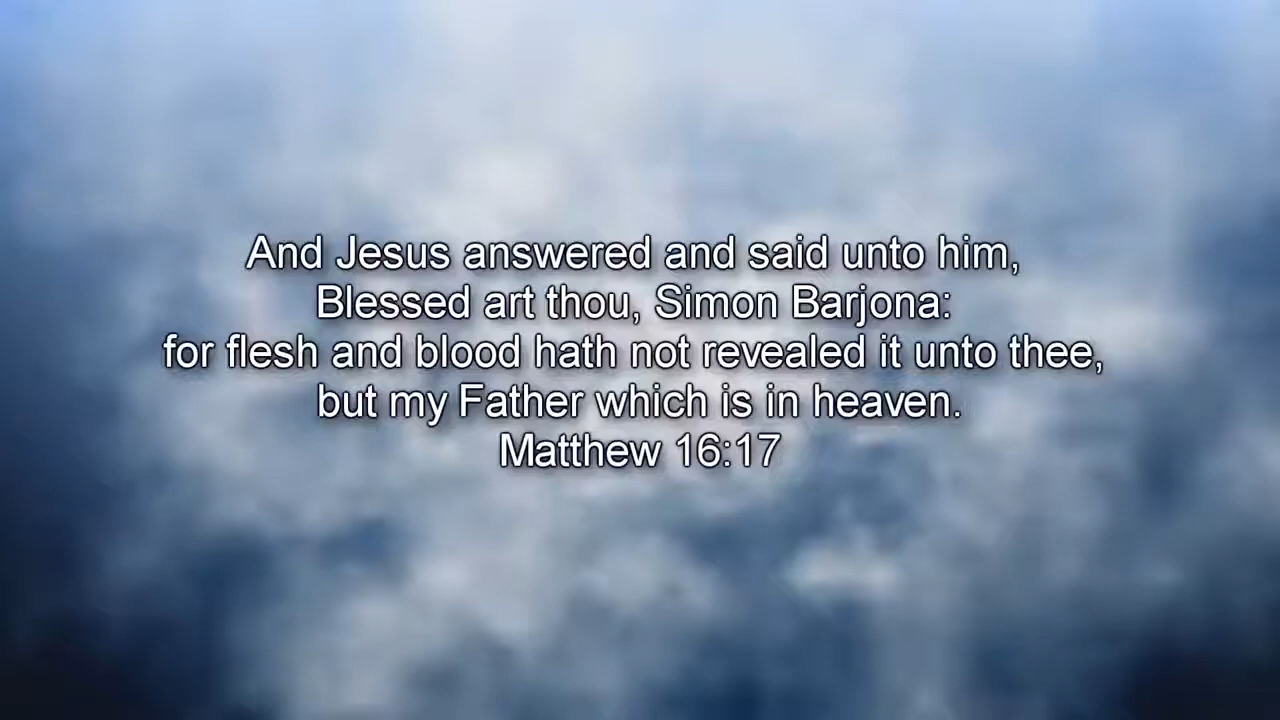 And Jesus answered and said unto him,
Blessed art thou, Simon Barjona:
for flesh and blood hath not revealed it unto thee,
but my Father which is in heaven.
Matthew 16:17